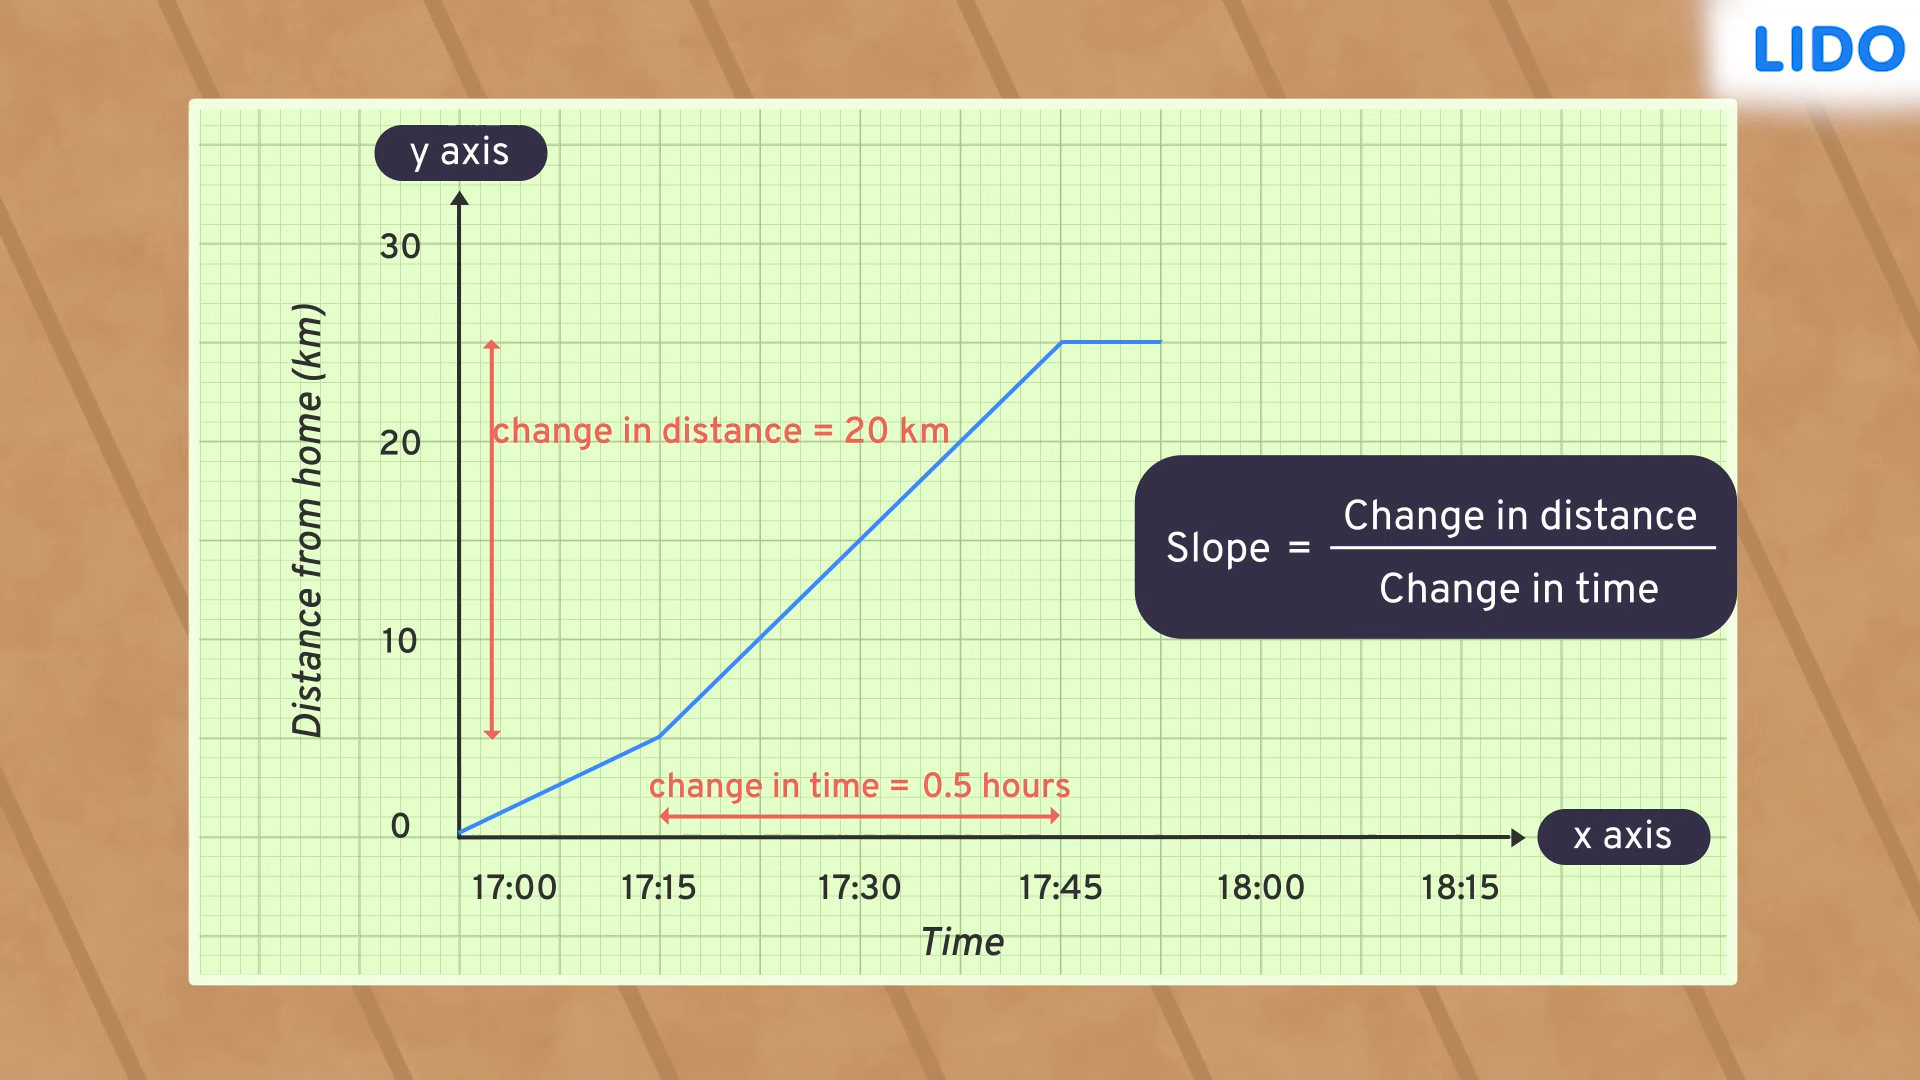 LIDO
y axis
30
20
10
0
Distance from home (km)
change in distance = 20 km
change in time = 0.5 hours
Slope = Change in distance
Change in time
x axis
17:00 17:15 17:30 17:45 18:00 18:15
Time